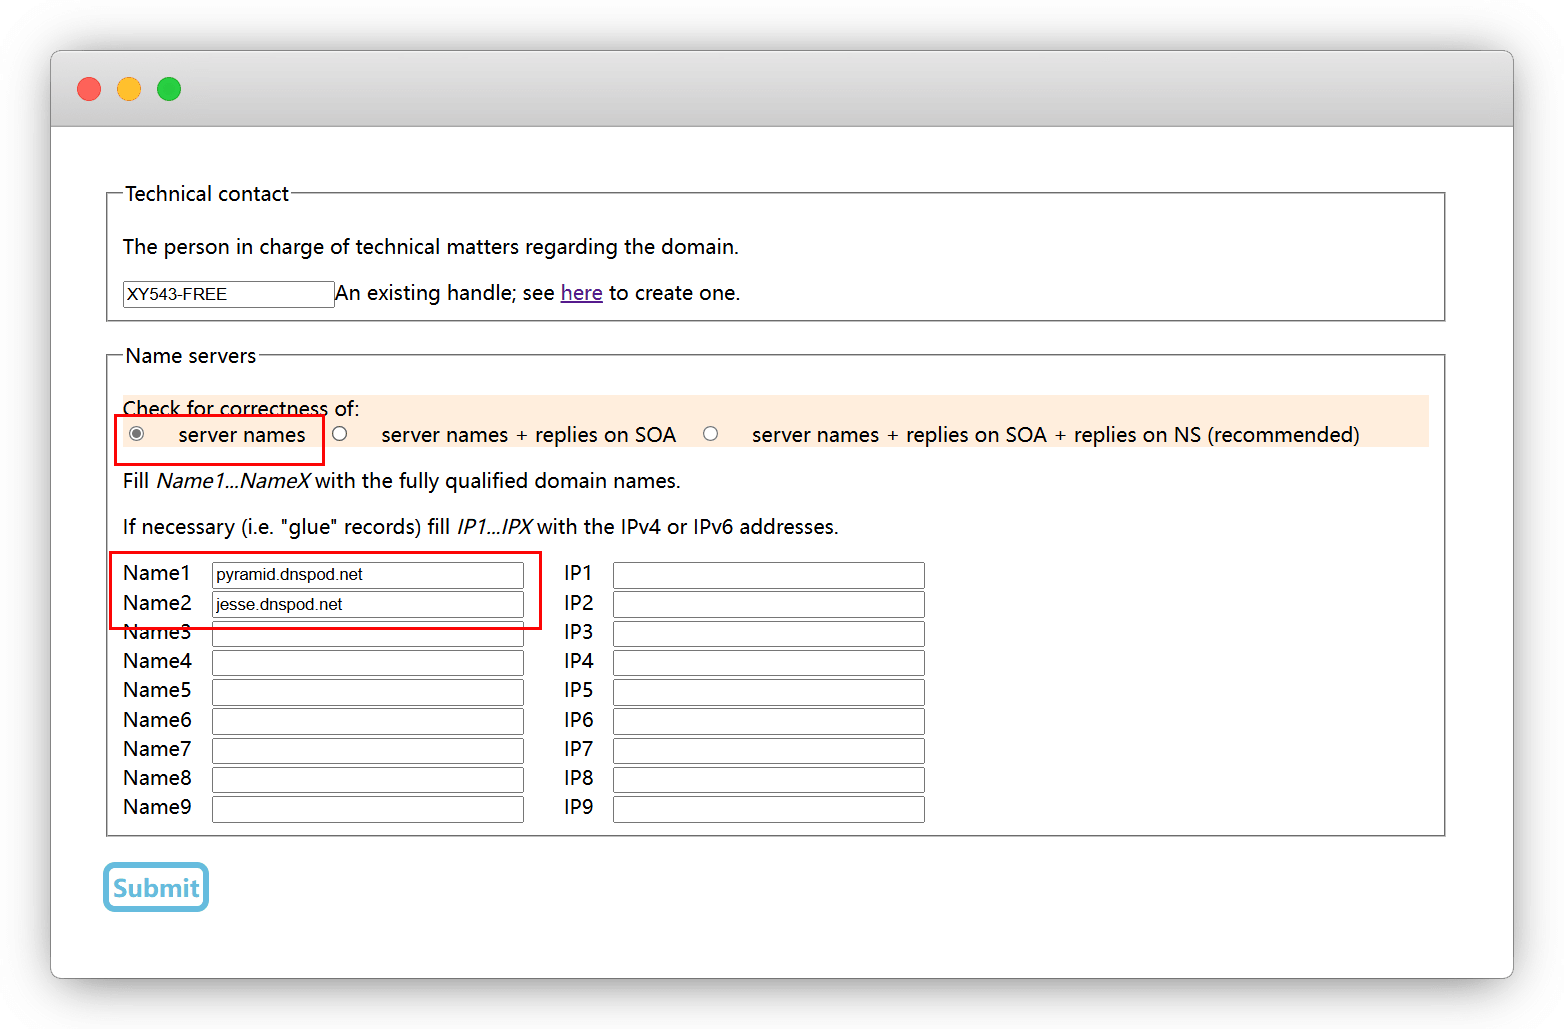 Technical contact
The person in charge of technical matters regarding the domain.
XY543-FREE An existing handle; see here to create one.
Name servers
Check for correctness of:
server names server names + replies on SOA server names + replies on SOA + replies on NS (recommended)
Fill Name1...NameX with the fully qualified domain names.
If necessary (i.e. "glue" records) fill IP1...IPX with the IPv4 or IPv6 addresses.
Name1 pyramid.dnspod.net IP1
Name2 jesse.dnspod.net IP2
Name3 IP3
Name4 IP4
Name5 IP5
Name6 IP6
Name7 IP7
Name8 IP8
Name9 IP9
Submit